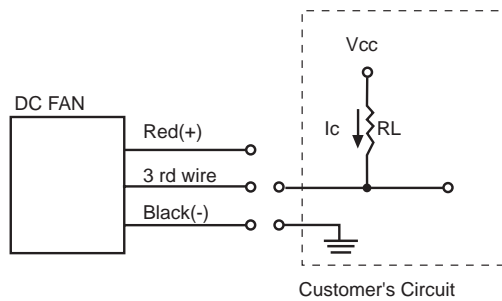 Vcc
DC FAN
Red(+)
Ic
RL
3 rd wire
Black(-)
Customer's Circuit